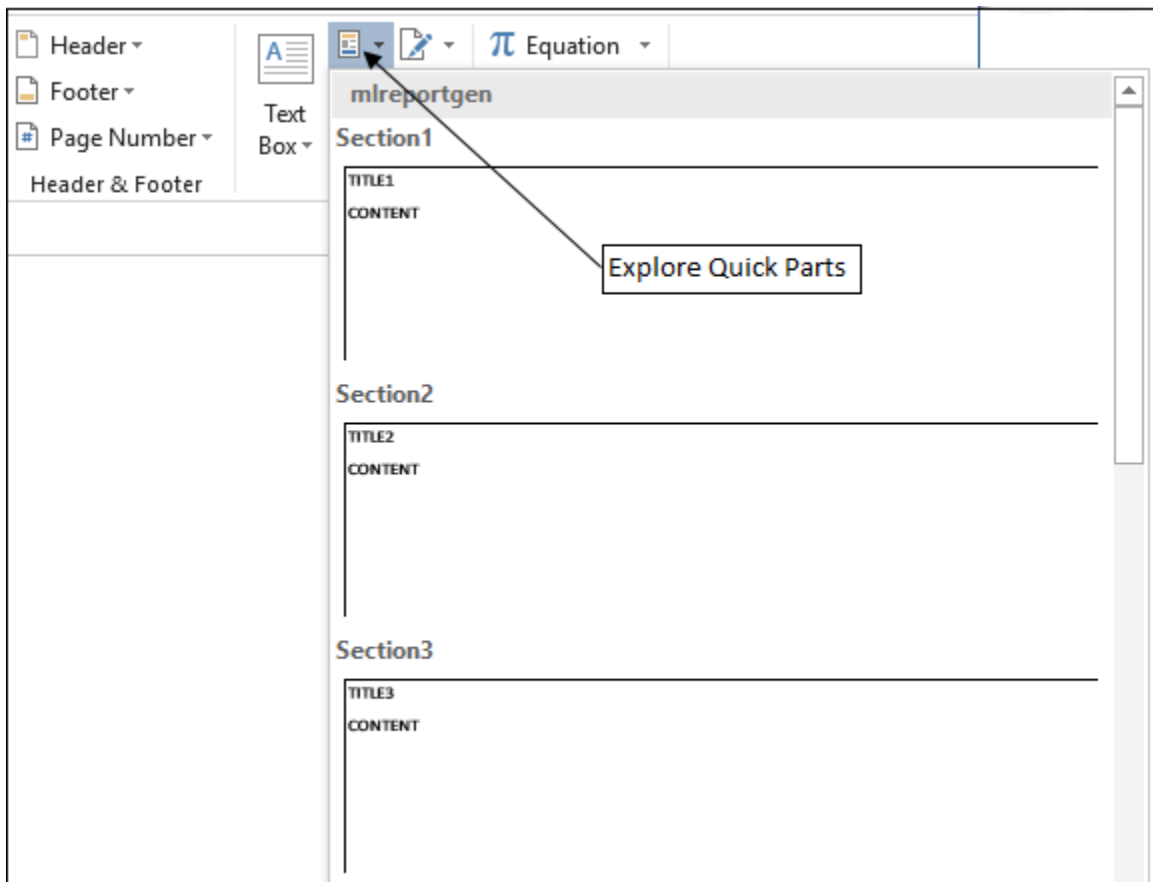 Header
Footer
Page Number
Header & Footer
A
Text
Box
π Equation
mlreportgen
Section1
TITLE1
CONTENT
Explore Quick Parts
Section2
TITLE2
CONTENT
Section3
TITLE3
CONTENT